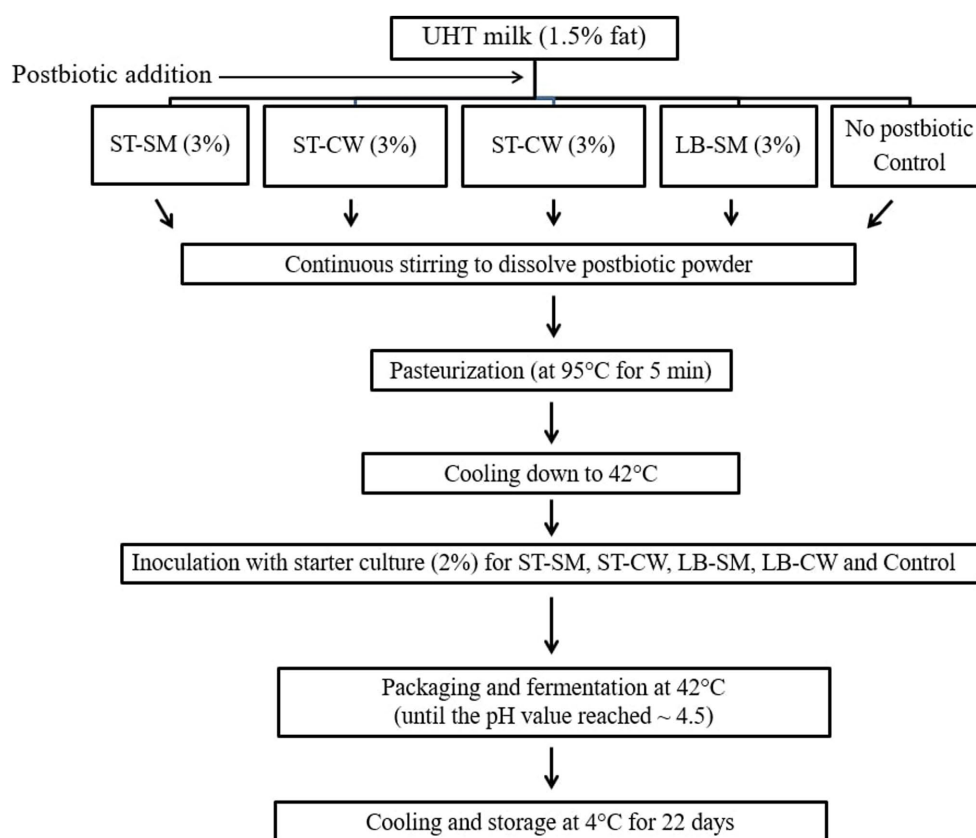 UHT milk (1.5% fat)
Postbiotic addition
ST-SM (3%)
ST-CW (3%)
ST-CW (3%)
LB-SM (3%)
No postbiotic
Control
Continuous stirring to dissolve postbiotic powder
Pasteurization (at 95°C for 5 min)
Cooling down to 42°C
Inoculation with starter culture (2%) for ST-SM, ST-CW, LB-SM, LB-CW and Control
Packaging and fermentation at 42°C
(until the pH value reached ~ 4.5)
Cooling and storage at 4°C for 22 days